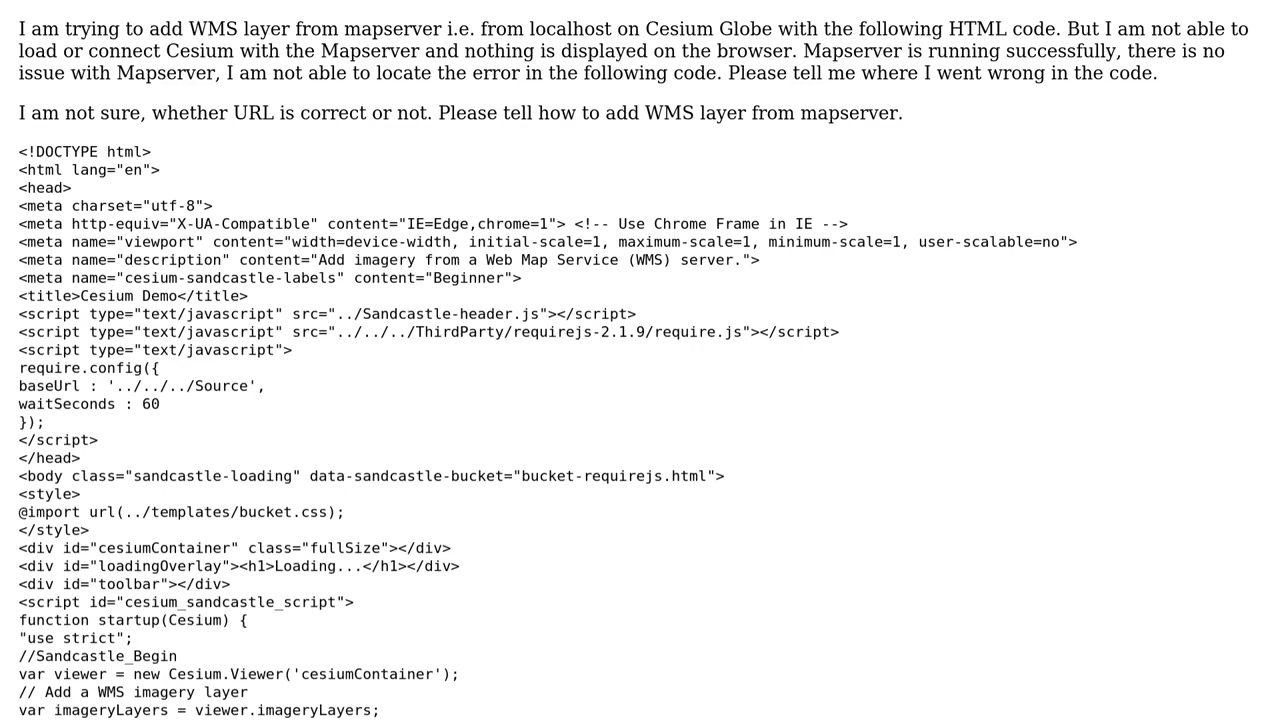 I am trying to add WMS layer from mapserver i.e. from localhost on Cesium Globe with the following HTML code. But I am not able to
load or connect Cesium with the Mapserver and nothing is displayed on the browser. Mapserver is running successfully, there is no
issue with Mapserver, I am not able to locate the error in the following code. Please tell me where I went wrong in the code.
I am not sure, whether URL is correct or not. Please tell how to add WMS layer from mapserver.
<!DOCTYPE html>
<html lang="en">
<head>
<meta charset="utf-8">
<meta http-equiv="X-UA-Compatible" content="IE=Edge,chrome=1"> <!-- Use Chrome Frame in IE -->
<meta name="viewport" content="width=device-width, initial-scale=1, maximum-scale=1, minimum-scale=1, user-scalable=no">
<meta name="description" content="Add imagery from a Web Map Service (WMS) server.">
<meta name="cesium-sandcastle-labels" content="Beginner">
<title>Cesium Demo</title>
<script type="text/javascript" src="../Sandcastle-header.js"></script>
<script type="text/javascript" src="../../../ThirdParty/requirejs-2.1.9/require.js"></script>
<script type="text/javascript">
require.config({
baseUrl : '../../../Source',
waitSeconds : 60
});
</script>
</head>
<body class="sandcastle-loading" data-sandcastle-bucket="bucket-requirejs.html">
<style>
@import url(../templates/bucket.css);
</style>
<div id="cesiumContainer" class="fullSize"></div>
<div id="loadingOverlay"><h1>Loading...</h1></div>
<div id="toolbar"></div>
<script id="cesium_sandcastle_script">
function startup(Cesium) {
"use strict";
//Sandcastle_Begin
var viewer = new Cesium.Viewer('cesiumContainer');
// Add a WMS imagery layer
var imageryLayers = viewer.imageryLayers;